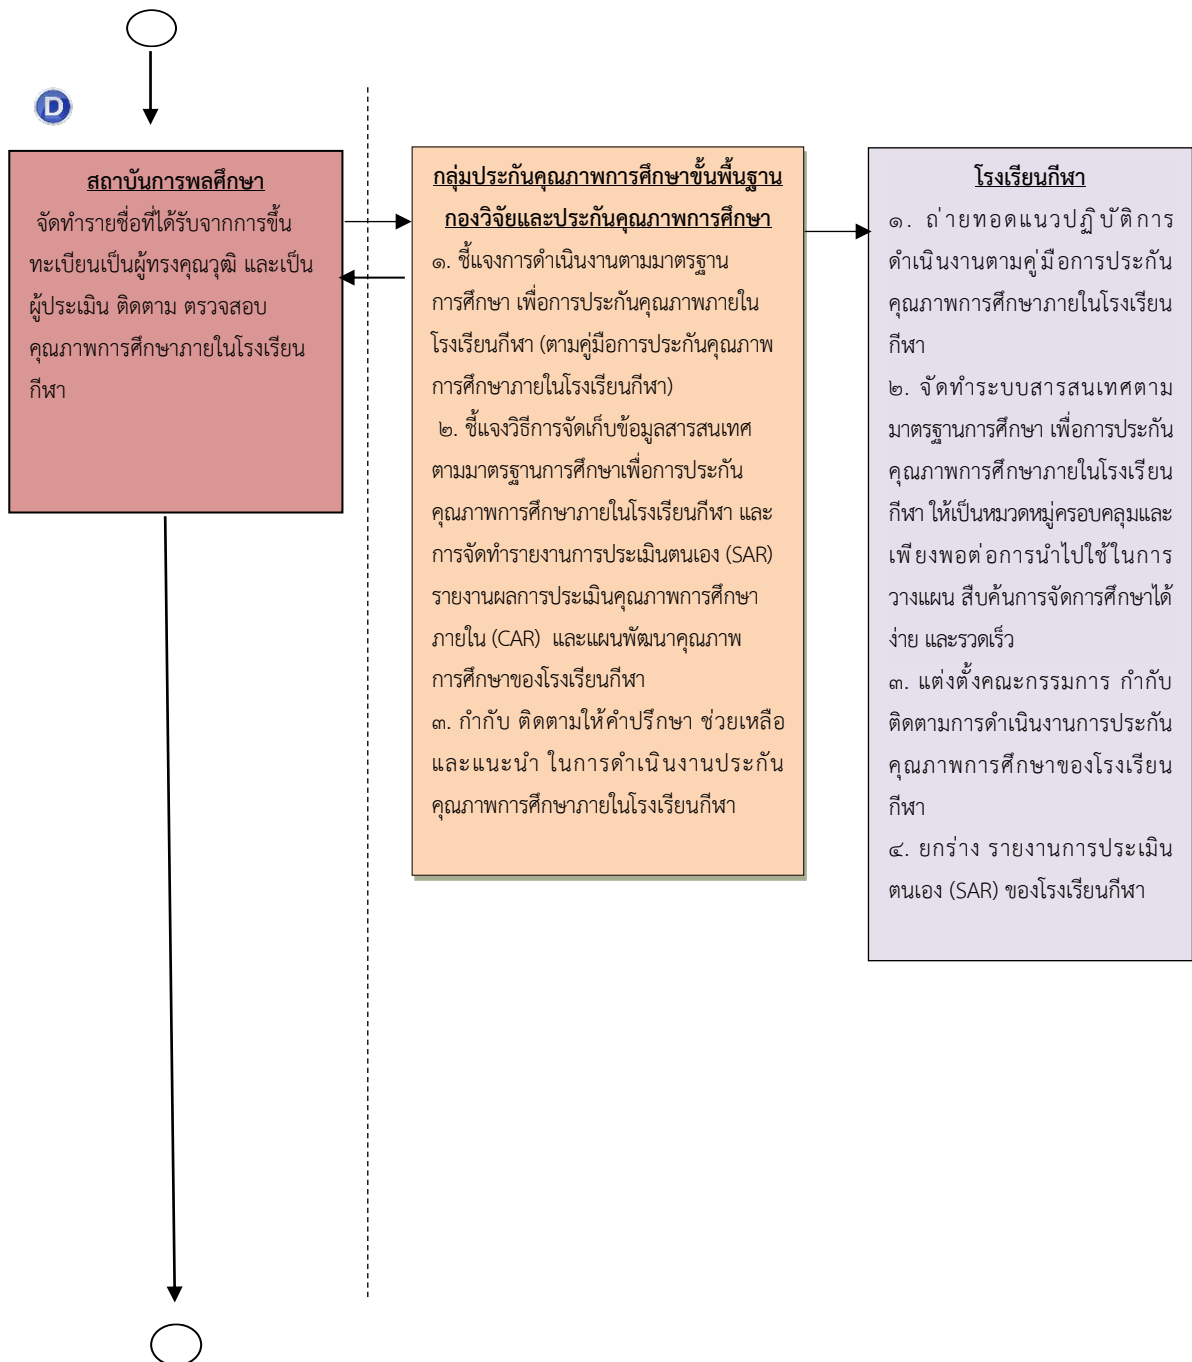 D
สถาบันการพลศึกษา
จัดทำรายชื่อที่ได้รับจากการขึ้น
ทะเบียนเป็นผู้ทรงคุณวุฒิ และเป็น
ผู้ประเมิน ติดตาม ตรวจสอบ
คุณภาพการศึกษาภายในโรงเรียน
กีฬา
กลุ่มประกันคุณภาพการศึกษาขั้นพื้นฐาน
กองวิจัยและประกันคุณภาพการศึกษา
๑. ชี้แจงการดำเนินงานตามมาตรฐาน
การศึกษา เพื่อการประกันคุณภาพภายใน
โรงเรียนกีฬา (ตามคู่มือการประกันคุณภาพ
การศึกษาภายในโรงเรียนกีฬา)
๒. ชี้แจงวิธีการจัดเก็บข้อมูลสารสนเทศ
ตามมาตรฐานการศึกษาเพื่อการประกัน
คุณภาพการศึกษาภายในโรงเรียนกีฬา และ
การจัดทำรายงานการประเมินตนเอง (SAR)
รายงานผลการประเมินคุณภาพการศึกษา
ภายใน (CAR) และแผนพัฒนาคุณภาพ
การศึกษาของโรงเรียนกีฬา
๓. กำกับ ติดตามให้คำปรึกษา ช่วยเหลือ
และแนะนำ ในการดำเนินงานประกัน
คุณภาพการศึกษาภายในโรงเรียนกีฬา
โรงเรียนกีฬา
๑. ถ่ายทอดแนวปฏิบัติการ
ดำเนินงานตามคู่มือการประกัน
คุณภาพการศึกษาภายในโรงเรียน
กีฬา
๒. จัดทำระบบสารสนเทศตาม
มาตรฐานการศึกษา เพื่อการประกัน
คุณภาพการศึกษาภายในโรงเรียน
กีฬา ให้เป็นหมวดหมู่ครอบคลุมและ
เพียงพอต่อการนำไปใช้ในการ
วางแผน สืบค้นการจัดการศึกษาได้
ง่าย และรวดเร็ว
๓. แต่งตั้งคณะกรรมการ กำกับ
ติดตามการดำเนินงานการประกัน
คุณภาพการศึกษาของโรงเรียน
กีฬา
๔. ยกร่าง รายงานการประเมิน
ตนเอง (SAR) ของโรงเรียนกีฬา